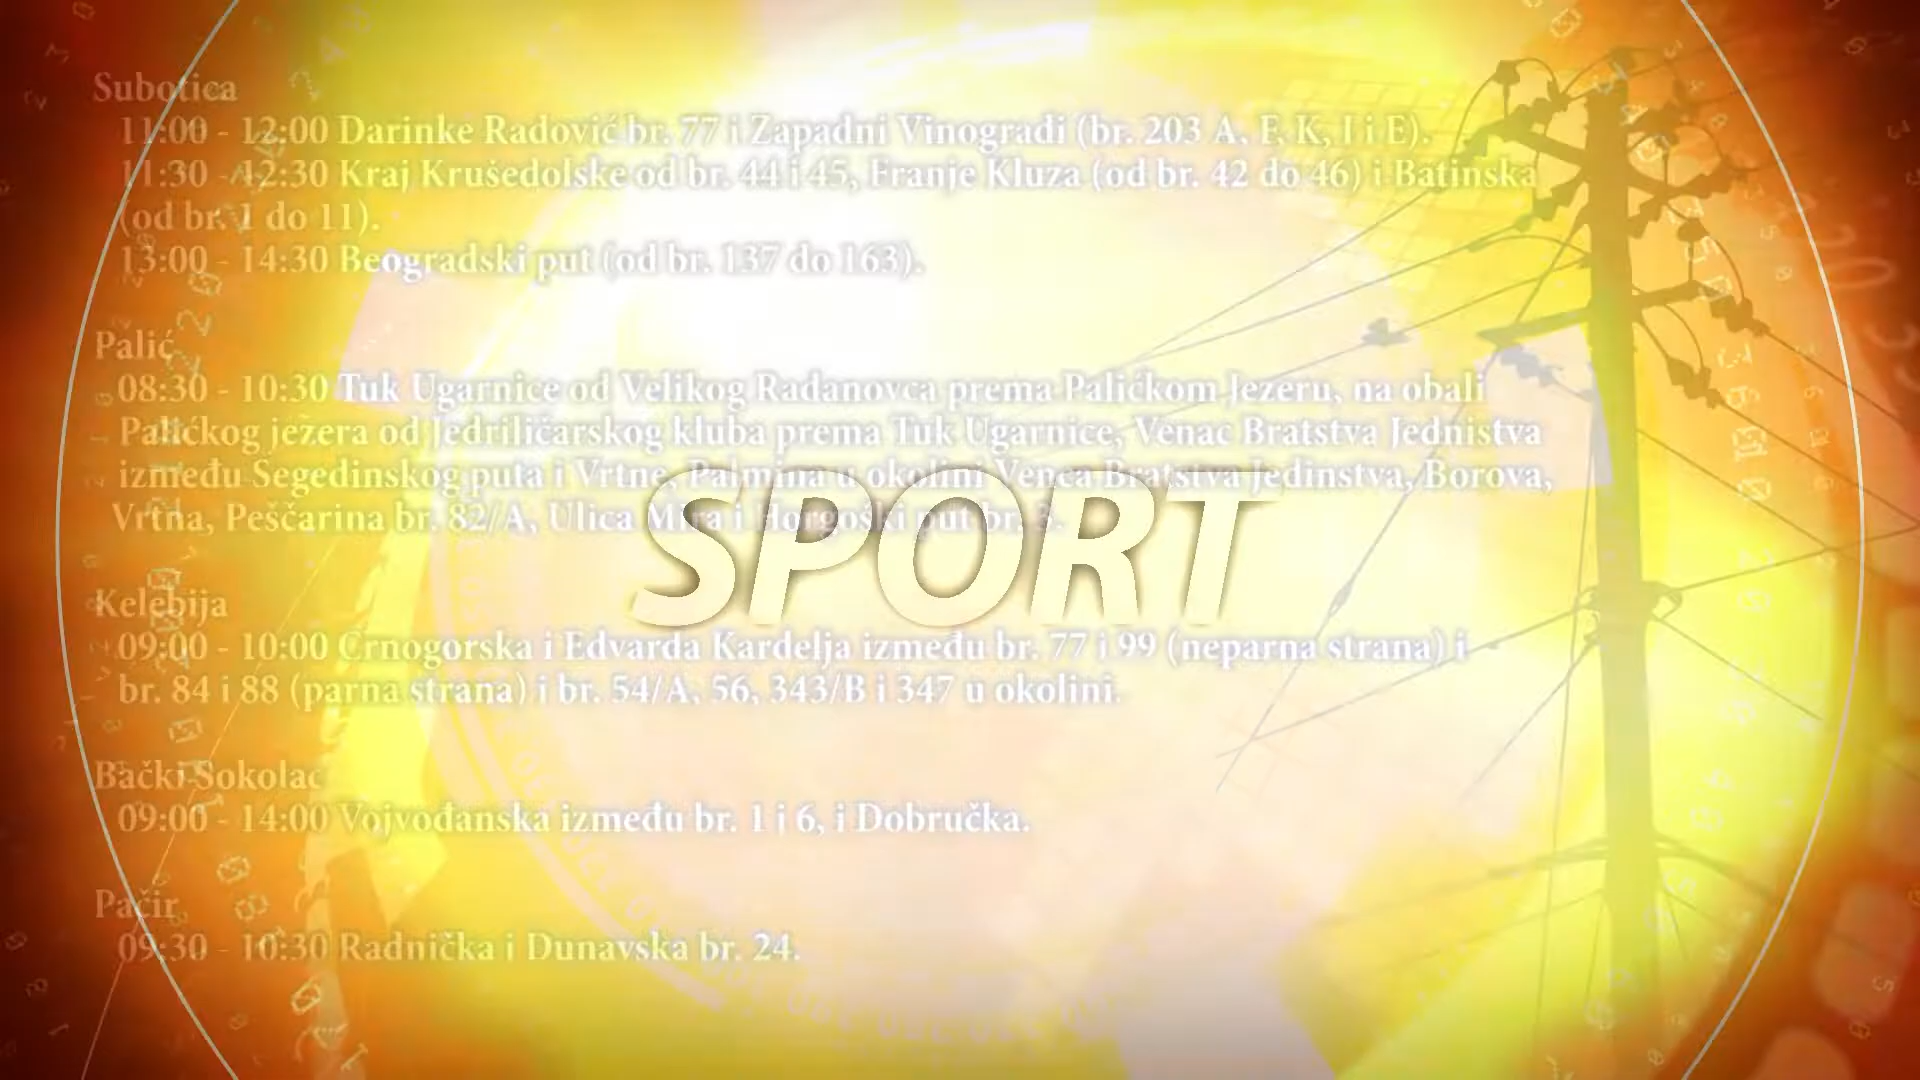 Subotica
11:00 - 12:00 Darinke Radović br. 77 i Zapadni Vinogradi (br. 203 A, F, K, I i E).
11:30 - 12:30 Kraj Krušedolske od br. 44 i 45, Franje Kluza (od br. 42 do 46) i Batinska
(od br. 1 do 11).
13:00 - 14:30 Beogradski put (od br. 137 do 163).
Palić
08:30 - 10:30 Tuk Ugarnice od Velikog Radanovca prema Palićkom Jezeru, na obali
Palićkog ježera od Jedriličarskog kluba prema Tuk Ugarnice, Venac Bratstva Jednistva
između Segedinskog puta i Vrtne, Palmina u okolini Venca Bratstva Jedinstva, Borova,
Vrtna, Peščarina br. 82/A, Ulica Mira i Horgoški put br. 8.
SPORT
Kelebija
09:00 - 10:00 Crnogorska i Edvarda Kardelja između br. 77 i 99 (neparna strana) i
br. 84 i 88 (parna strana) i br. 54/A, 56, 343/B i 347 u okolini.
Bački Sokolac
09:00 - 14:00 Vojvođanska između br. 1 i 6, i Dobručka.
Pačir
09:30 - 10:30 Radnička i Dunavska br. 24.